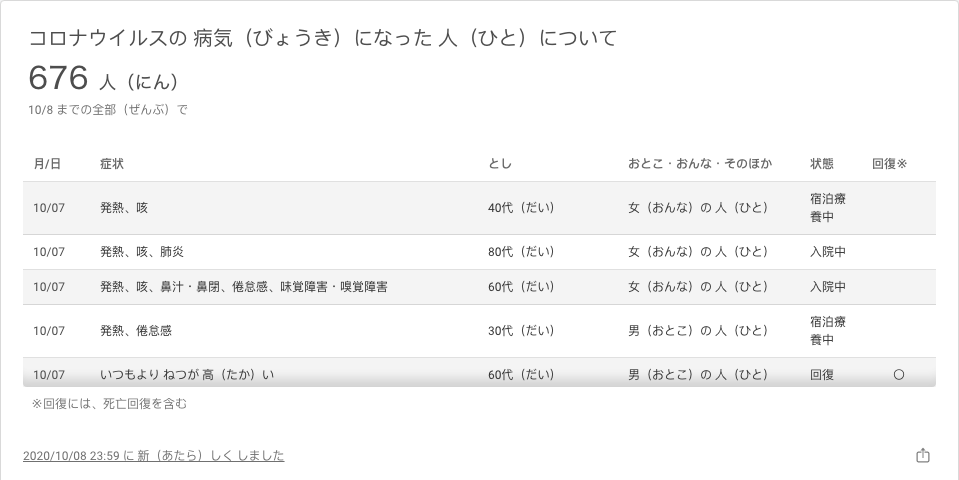 コロナウイルスの 病気（びょうき）になった 人（ひと）について
676 人（にん）
10/8 までの全部（ぜんぶ）で
月/日 症状 とし おとこ・おんな・そのほか 状態 回復※
10/07 発熱、咳 40代（だい） 女（おんな）の 人（ひと） 宿泊療
養中
10/07 発熱、咳、肺炎 80代（だい） 女（おんな）の 人（ひと） 入院中
10/07 発熱、咳、鼻汁・鼻閉、倦怠感、味覚障害・嗅覚障害 60代（だい） 女（おんな）の 人（ひと） 入院中
10/07 発熱、倦怠感 30代（だい） 男（おとこ）の 人（ひと） 宿泊療
養中
10/07 いつもより ねつが 高（たか）い 60代（だい） 男（おとこ）の 人（ひと） 回復 〇
※回復には、死亡回復を含む
2020/10/08 23:59 に 新（あたら）しく しました